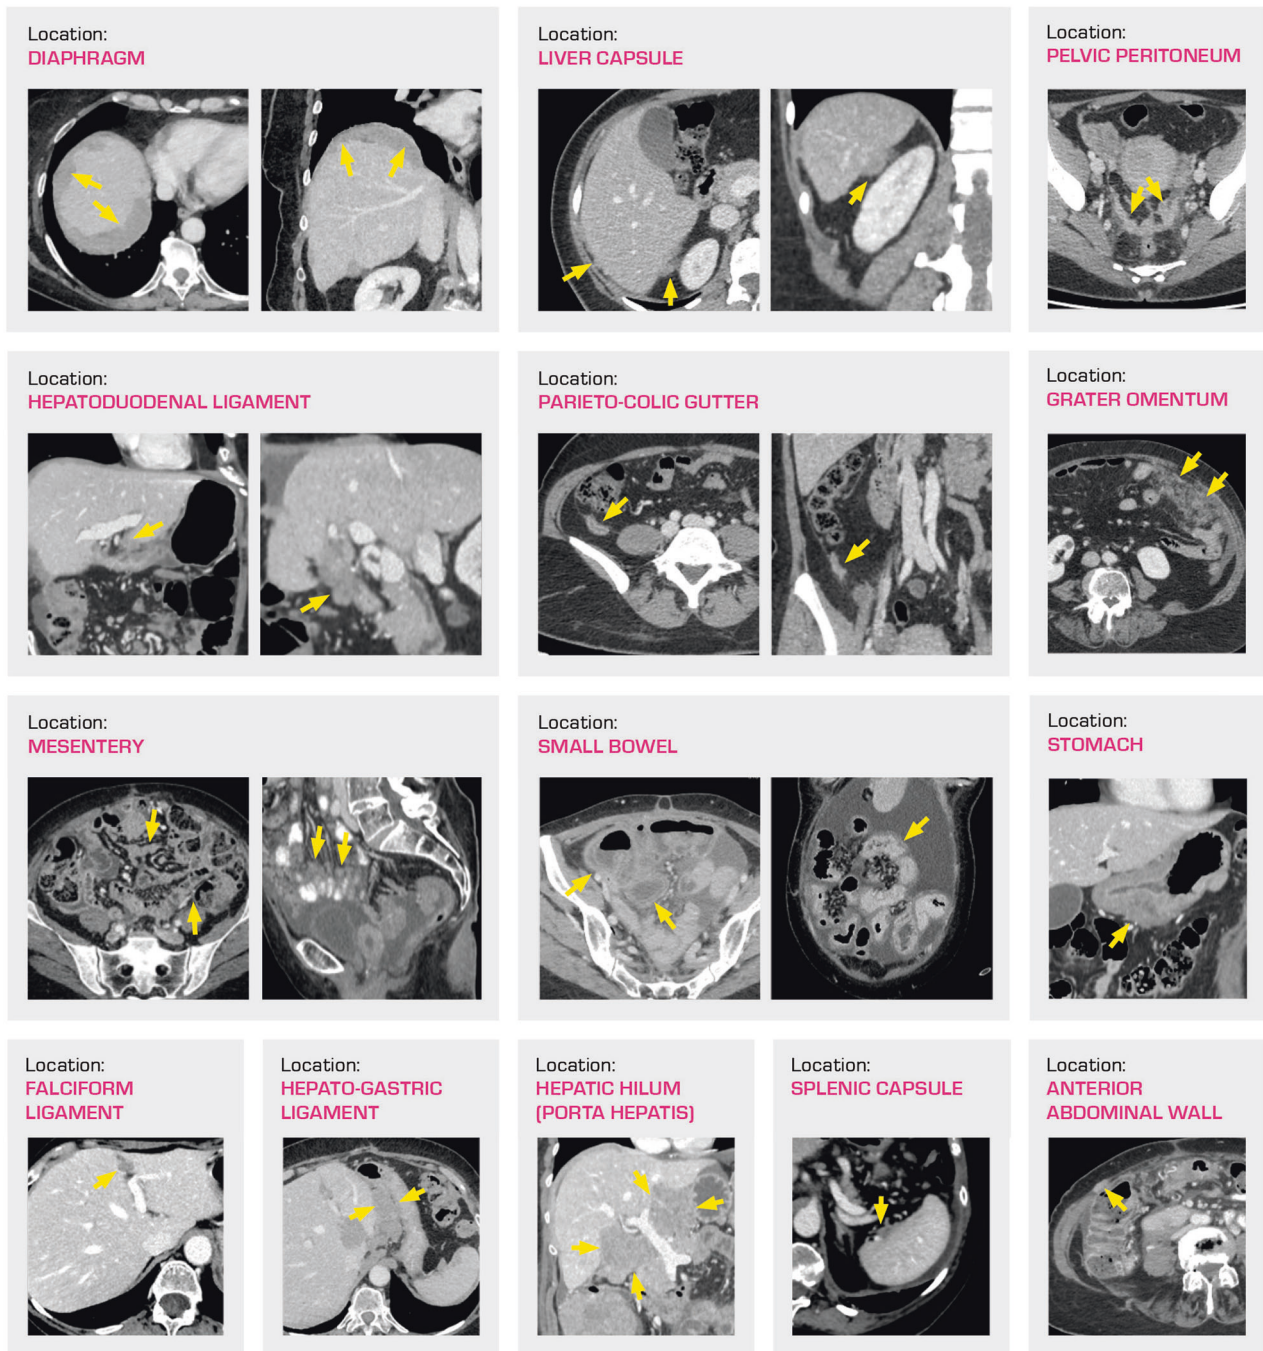 Location:
DIAPHRAGM
Location:
LIVER CAPSULE
Location:
PELVIC PERITONEUM
Location:
HEPATODUODENAL LIGAMENT
Location:
PARIETO-COLIC GUTTER
Location:
GRATER OMENTUM
Location:
MESENTERY
Location:
SMALL BOWEL
Location:
STOMACH
Location:
FALCIFORM
LIGAMENT
Location:
HEPATO-GASTRIC
LIGAMENT
Location:
HEPATIC HILUM
(PORTA HEPATIS)
Location:
SPLENIC CAPSULE
Location:
ANTERIOR
ABDOMINAL WALL